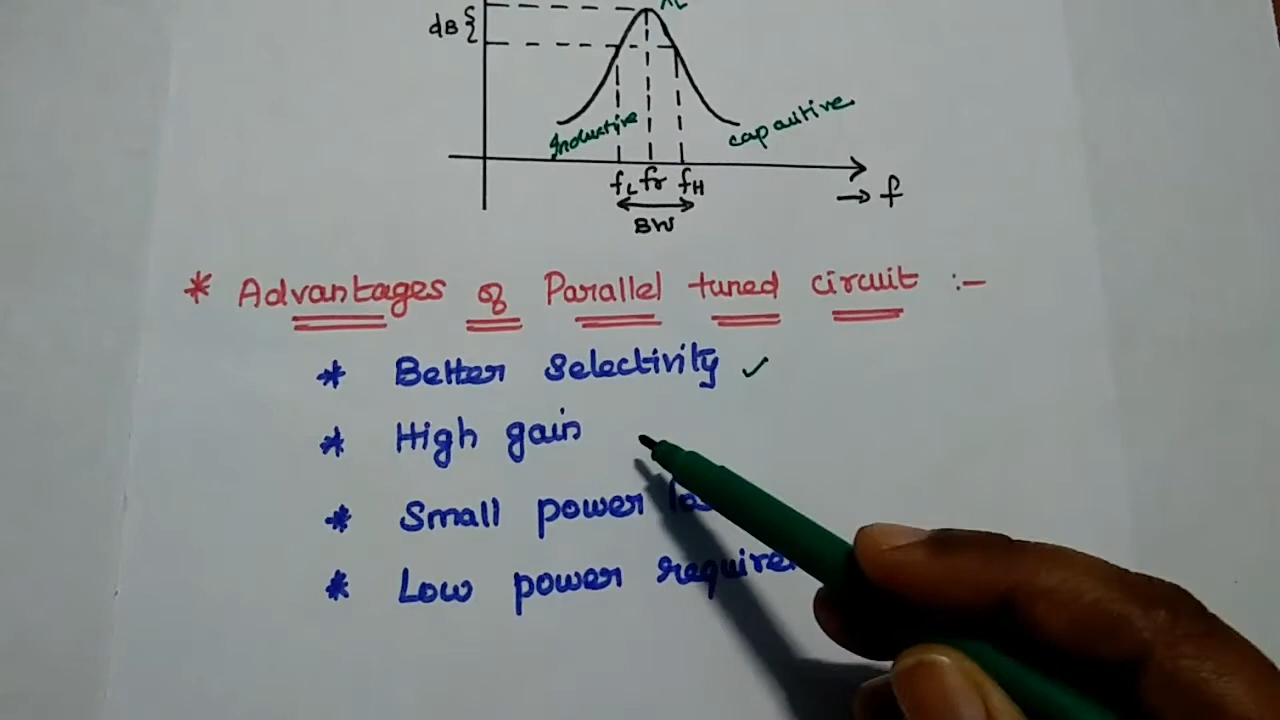 dB
Inductive
capacitive
fL fr fH
→ f
BW
* Advantages of Parallel tuned circuit :-
* Better selectivity ✓
* High gain
* Small power
* Low power